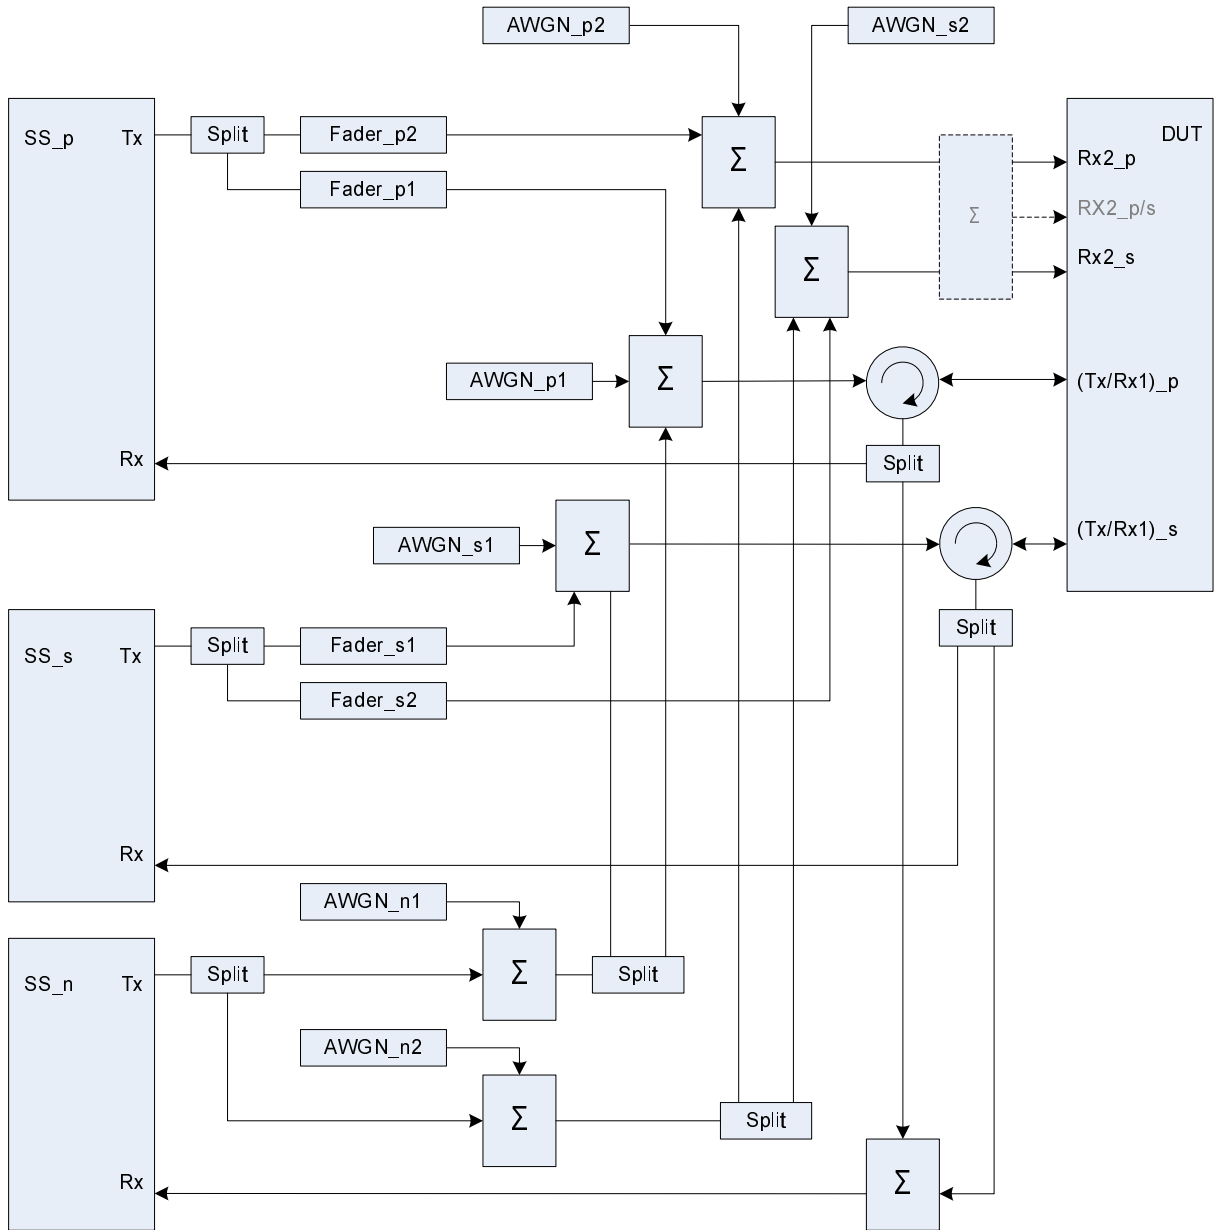 AWGN_p2
AWGN_s2
SS_p
Tx
Split
Fader_p2
Σ
DUT
Rx2_p
Fader_p1
Σ
RX2_p/s
Σ
Rx2_s
AWGN_p1
Σ
(Tx/Rx1)_p
Rx
Split
AWGN_s1
Σ
(Tx/Rx1)_s
SS_s
Tx
Split
Fader_s1
Split
Fader_s2
Rx
AWGN_n1
SS_n
Tx
Split
Σ
Split
AWGN_n2
Σ
Split
Rx
Σ